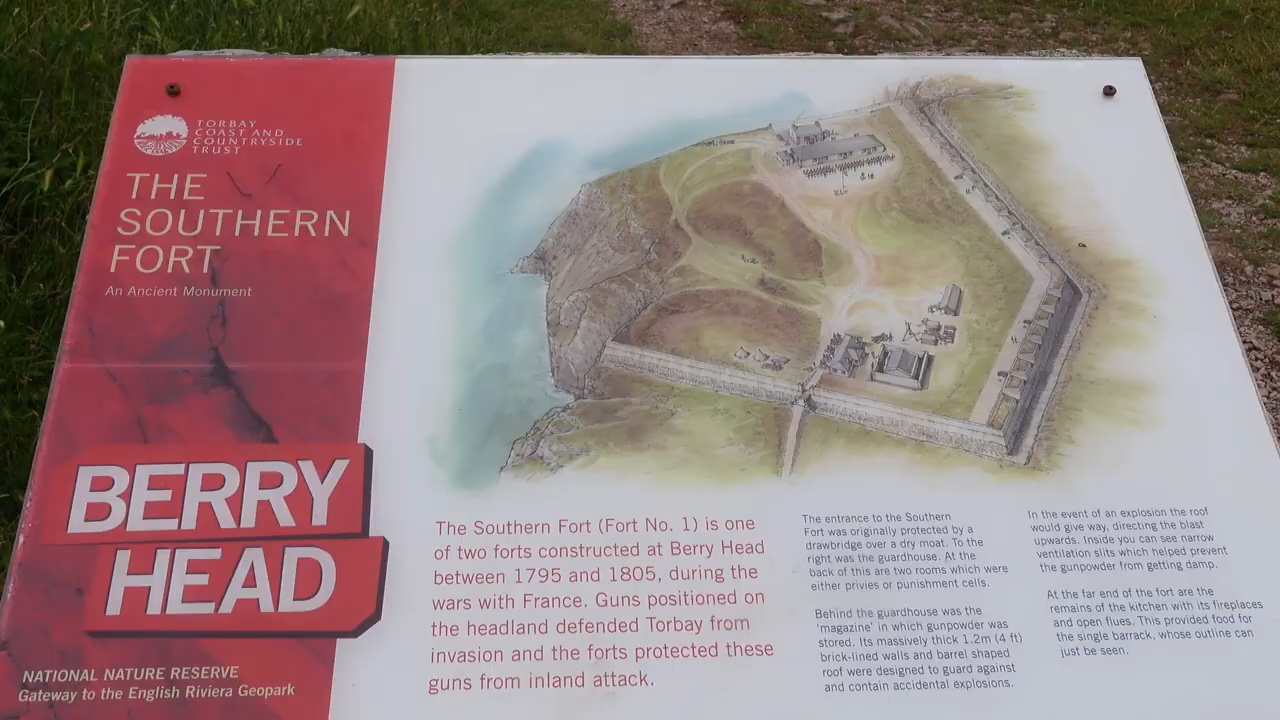 TORBAY
COAST AND
COUNTRYSIDE
TRUST
THE
SOUTHERN
FORT
An Ancient Monument
BERRY
HEAD
NATIONAL NATURE RESERVE
Gateway to the English Riviera Geopark
The Southern Fort (Fort No. 1) is one
of two forts constructed at Berry Head
between 1795 and 1805, during the
wars with France. Guns positioned on
the headland defended Torbay from
invasion and the forts protected these
guns from inland attack.
The entrance to the Southern
Fort was originally protected by a
drawbridge over a dry moat. To the
right was the guardhouse. At the
back of this are two rooms which were
either privies or punishment cells.
Behind the guardhouse was the
'magazine' in which gunpowder was
stored. Its massively thick 1.2m (4 ft)
brick-lined walls and barrel shaped
roof were designed to guard against
and contain accidental explosions.
In the event of an explosion the roof
would give way, directing the blast
upwards. Inside you can see narrow
ventilation slits which helped prevent
the gunpowder from getting damp.
At the far end of the fort are the
remains of the kitchen with its fireplaces
and open flues. This provided food for
the single barrack, whose outline can
just be seen.